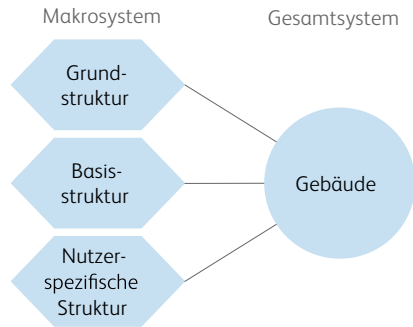 Makrosystem
Gesamtsystem
Grund-
struktur
Basis-
struktur
Gebäude
Nutzer-
spezifische
Struktur